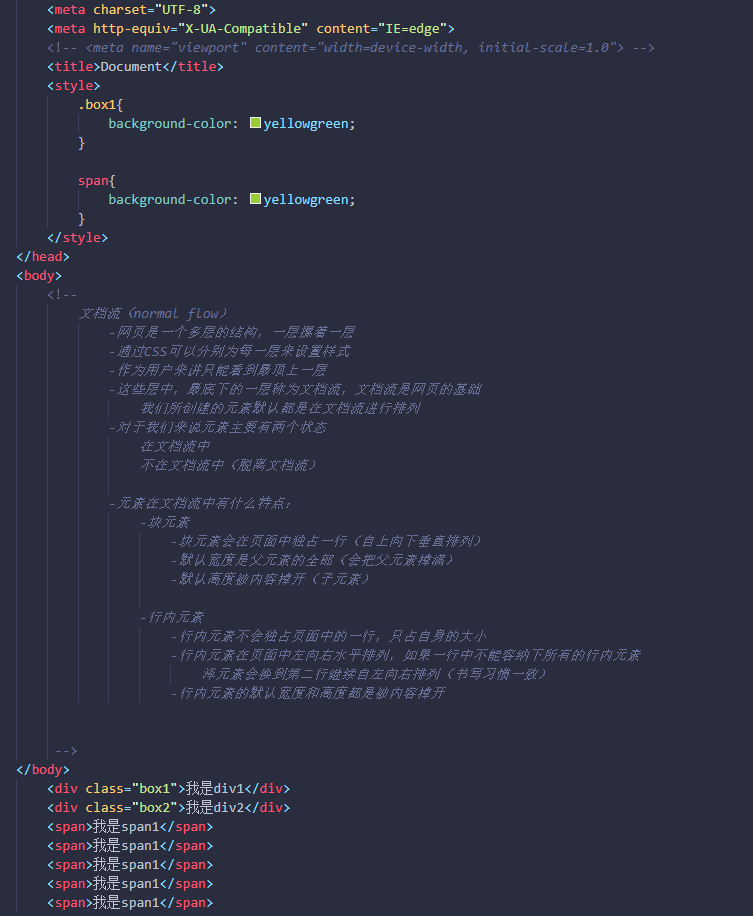 <meta charset="UTF-8">
<meta http-equiv="X-UA-Compatible" content="IE=edge">
<!-- <meta name="viewport" content="width=device-width, initial-scale=1.0"> -->
<title>Document</title>
<style>
.box1{
background-color: yellowgreen;
}
span{
background-color: yellowgreen;
}
</style>
</head>
<body>
<!--
文档流（normal flow）
-网页是一个多层的结构，一层摞着一层
-通过CSS可以分别为每一层来设置样式
-作为用户来讲只能看到最顶上一层
-这些层中，最底下的一层称为文档流，文档流是网页的基础
我们所创建的元素默认都是在文档流进行排列
-对于我们来说元素主要有两个状态
在文档流中
不在文档流中（脱离文档流）
-元素在文档流中有什么特点：
-块元素
-块元素会在页面中独占一行（自上向下垂直排列）
-默认宽度是父元素的全部（会把父元素撑满）
-默认高度被内容撑开（子元素）
-行内元素
-行内元素不会独占页面中的一行，只占自身的大小
-行内元素在页面中左向右水平排列，如果一行中不能容纳下所有的行内元素
泽元素会换到第二行继续自左向右排列（书写习惯一致）
-行内元素的默认宽度和高度都是被内容撑开
-->
</body>
<div class="box1">我是div1</div>
<div class="box2">我是div2</div>
<span>我是span1</span>
<span>我是span1</span>
<span>我是span1</span>
<span>我是span1</span>
<span>我是span1</span>